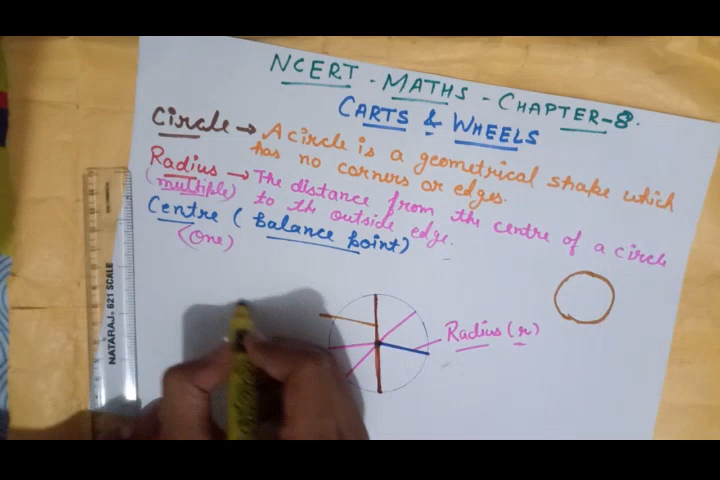 NCERT - MATHS - CHAPTER-8.
CARTS & WHEELS
Circle → A circle is a geometrical shape which
has no corners or edges.
Radius → The distance from the centre of a circle
(multiple) to the outside edge.
Centre (balance point)
(One)
Radius (r)
NATARAJ 621 SCALE